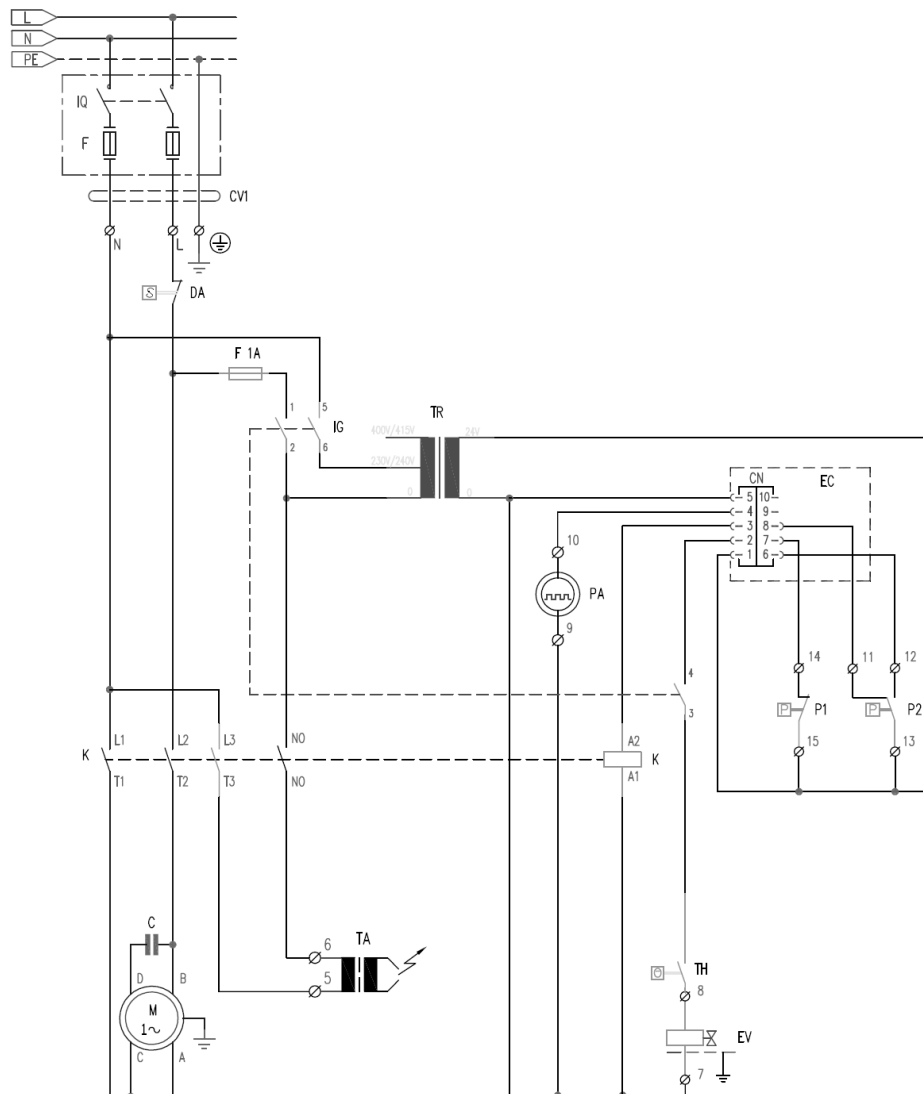 L
N
PE
IQ
F
CV1
N
L
S
DA
F 1A
1
5
IG
2
6
TR
400V/415V
24V
230V/240V
0
0
CN
EC
5
10
4
9
3
8
2
7
1
6
10
PA
9
14
11
12
4
P
P1
P
P2
3
15
13
K
L1
L2
L3
NO
A2
K
T1
T2
T3
NO
A1
C
6
TA
5
D
B
M
1~
C
A
TH
8
EV
7